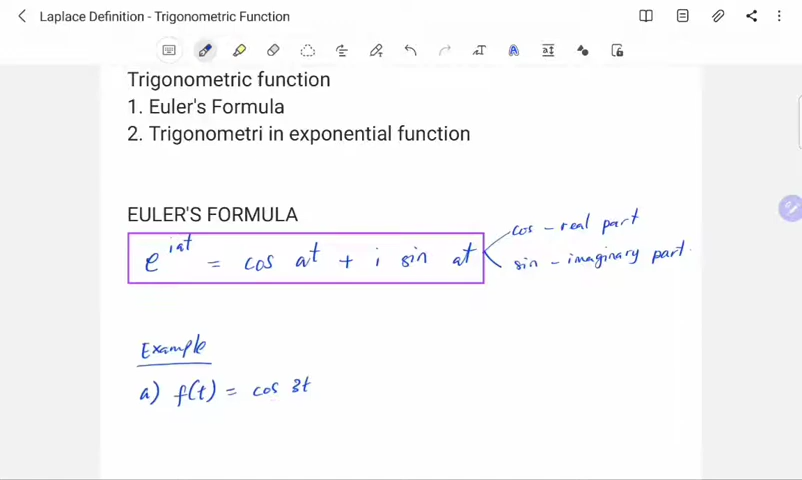 Laplace Definition - Trigonometric Function
Trigonometric function
1. Euler's Formula
2. Trigonometri in exponential function
EULER'S FORMULA
e^iat = cos at + i sin at
cos - real part
sin - imaginary part.
Example
a) f(t) = cos 3t